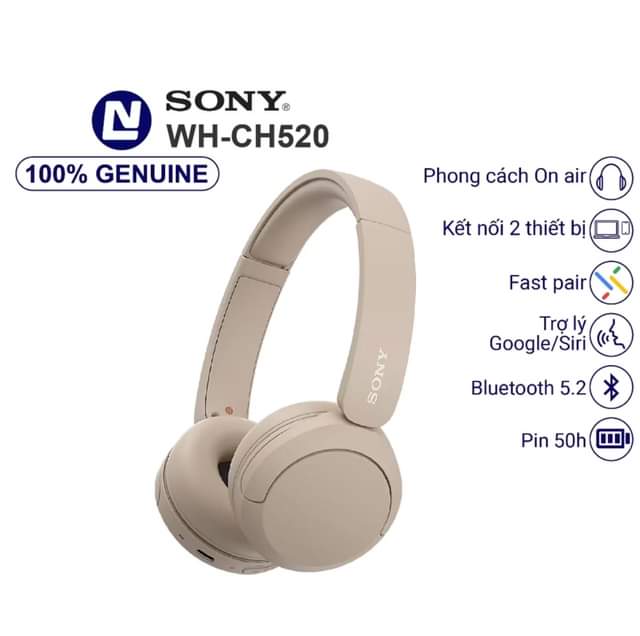 SONY®
WH-CH520
100% GENUINE
Phong cách On air
Kết nối 2 thiết bị
Fast pair
Trợ lý
Google/Siri
Bluetooth 5.2
Pin 50h
SONY